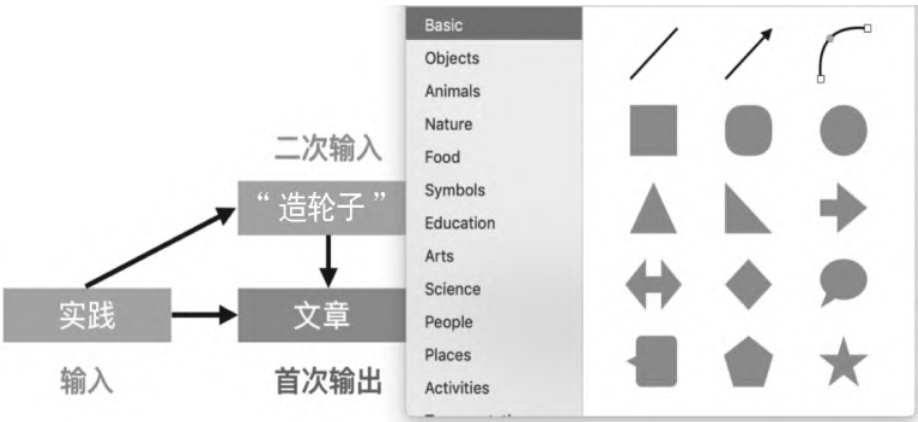 二次输入
“造轮子”
实践
文章
输入
首次输出
Basic
Objects
Animals
Nature
Food
Symbols
Education
Arts
Science
People
Places
Activities